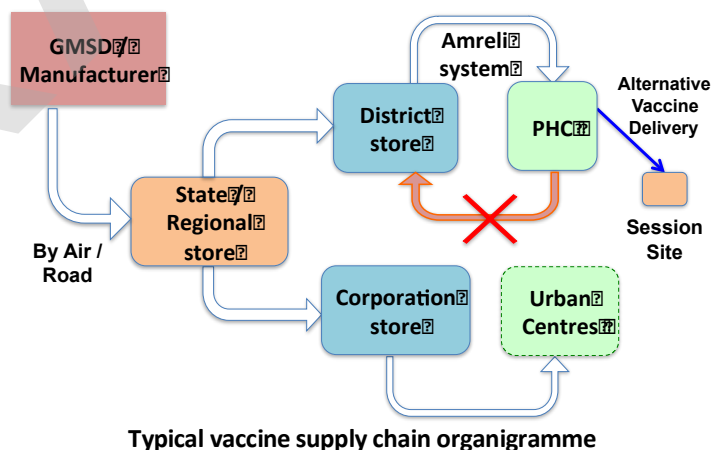 GMSD /
Manufacturer
By Air /
Road
State /
Regional
store
District
store
Amreli
system
PHC
Alternative
Vaccine
Delivery
Session
Site
Corporation
store
Urban
Centres
Typical vaccine supply chain organigramme